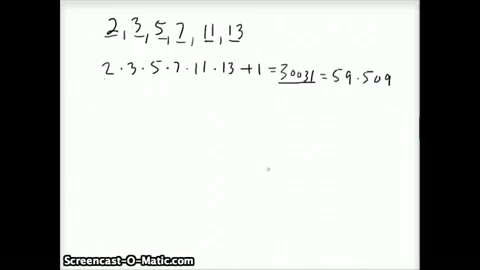 2, 3, 5, 7, 11, 13
2 · 3 · 5 · 7 · 11 · 13 + 1 = 30031 = 59 · 509
Screencast-O-Matic.com